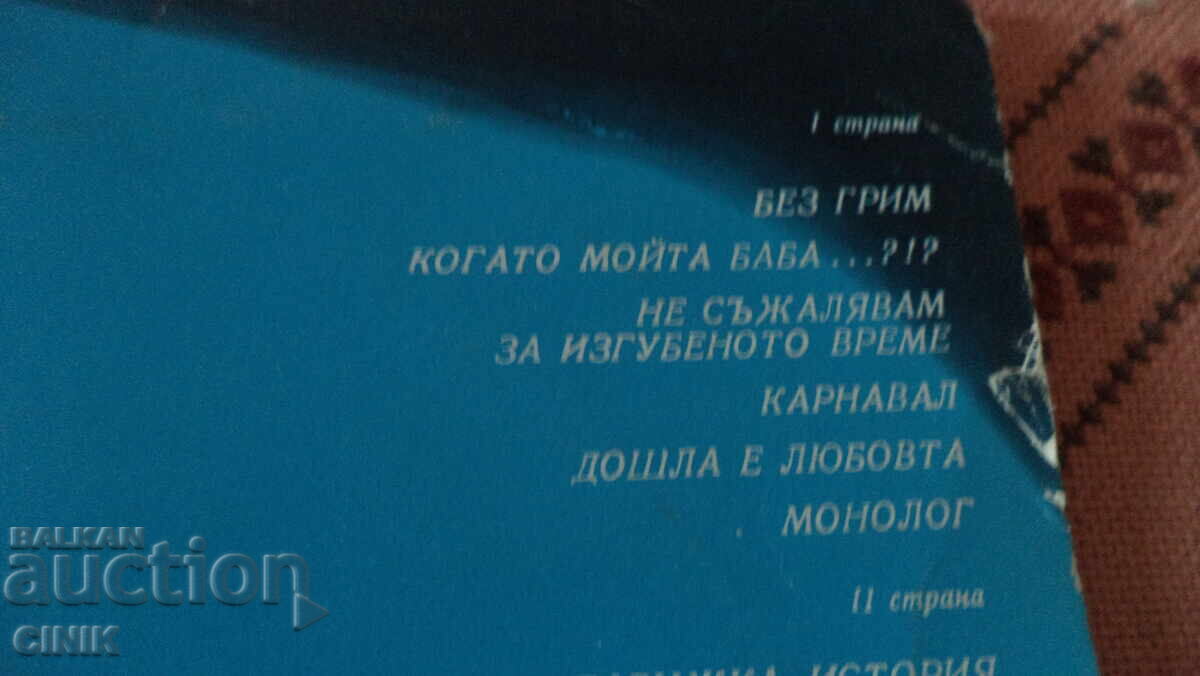 I страна
БЕЗ ГРИМ
КОГАТО МОЙТА БАБА...?!?
НЕ СЪЖАЛЯВАМ
ЗА ИЗГУБЕНОТО ВРЕМЕ
КАРНАВАЛ
ДОШЛА Е ЛЮБОВТА
МОНОЛОГ
II страна
ИСТОРИЯ
BALKAN
auction
CINIK